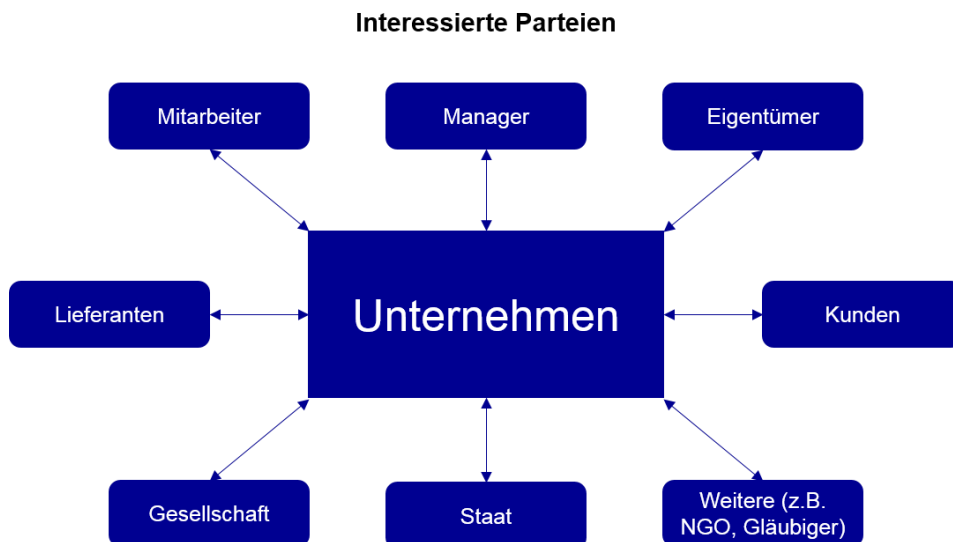 Interessierte Parteien
Mitarbeiter
Manager
Eigentümer
Lieferanten
Unternehmen
Kunden
Gesellschaft
Staat
Weitere (z.B.
NGO, Gläubiger)